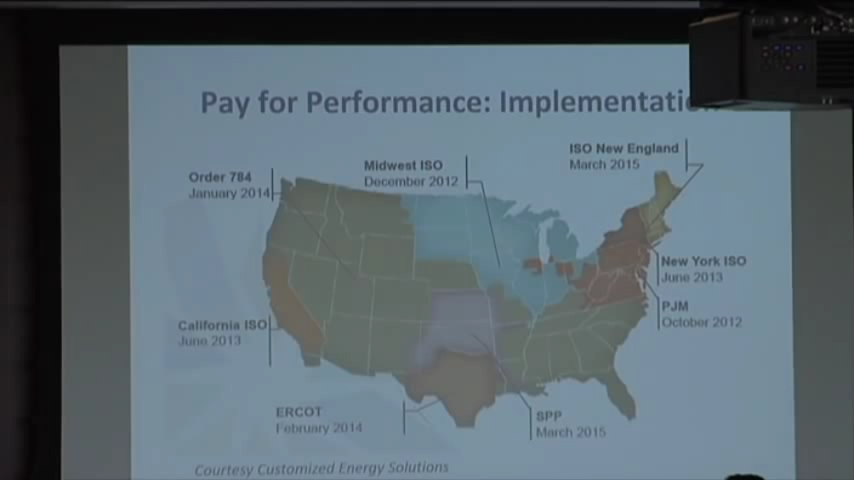 Pay for Performance: Implementatio
ISO New England
March 2015
Midwest ISO
December 2012
Order 784
January 2014
New York ISO
June 2013
PJM
October 2012
California ISO
June 2013
ERCOT
February 2014
SPP
March 2015
Courtesy Customized Energy Solutions